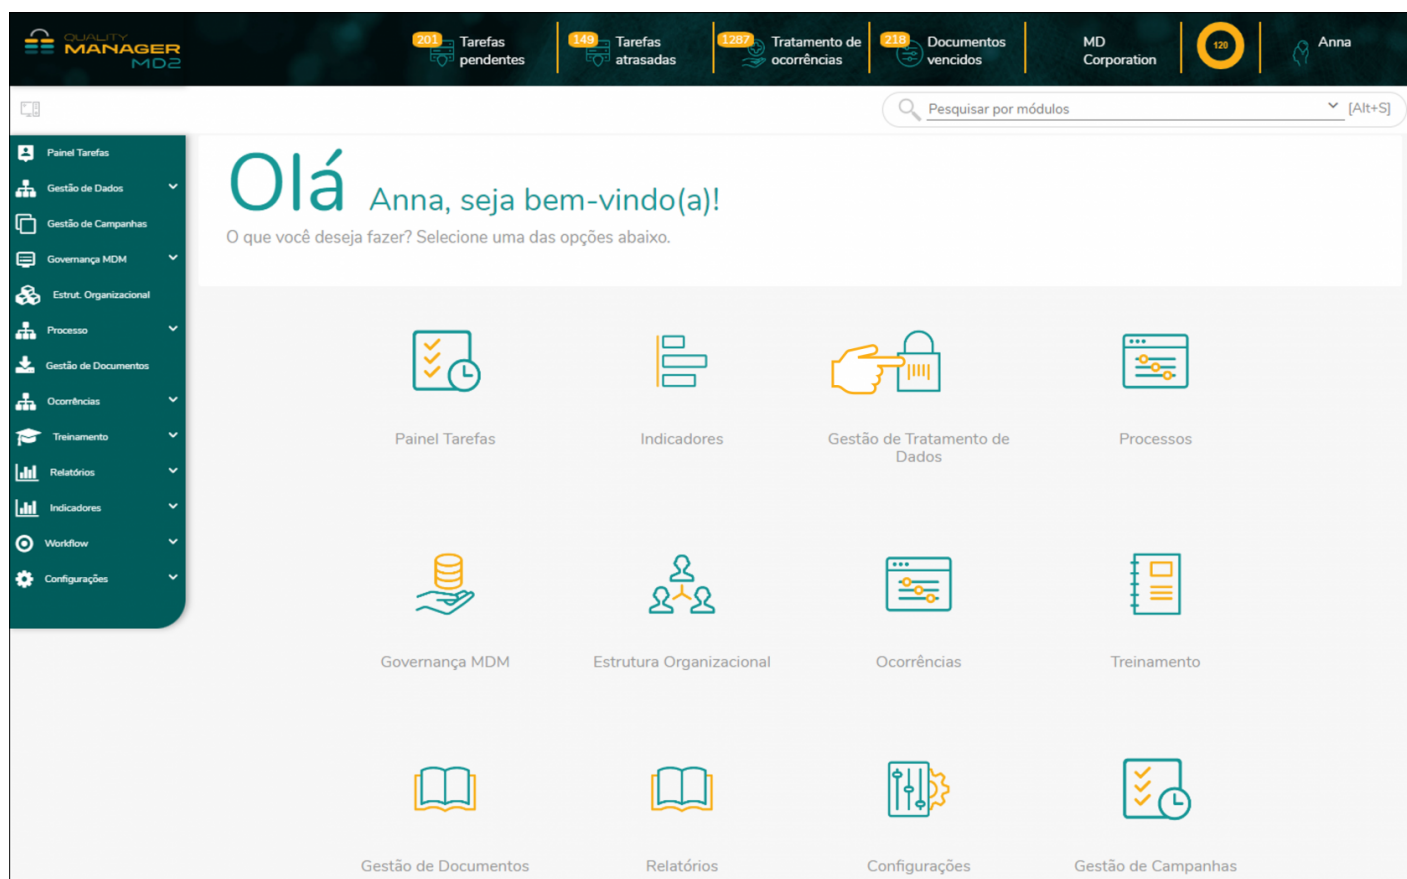 QUALITY
MANAGER
MD2
201 Tarefas
pendentes
149 Tarefas
atrasadas
1287 Tratamento de
ocorrências
218 Documentos
vencidos
MD
Corporation
120
Anna
Pesquisar por módulos
[Alt+S]
Painel Tarefas
Gestão de Dados
Gestão de Campanhas
Governança MDM
Estrut. Organizacional
Processo
Gestão de Documentos
Ocorrências
Treinamento
Relatórios
Indicadores
Workflow
Configurações
Olá Anna, seja bem-vindo(a)!
O que você deseja fazer? Selecione uma das opções abaixo.
Painel Tarefas
Indicadores
Gestão de Tratamento de
Dados
Processos
Governança MDM
Estrutura Organizacional
Ocorrências
Treinamento
Gestão de Documentos
Relatórios
Configurações
Gestão de Campanhas